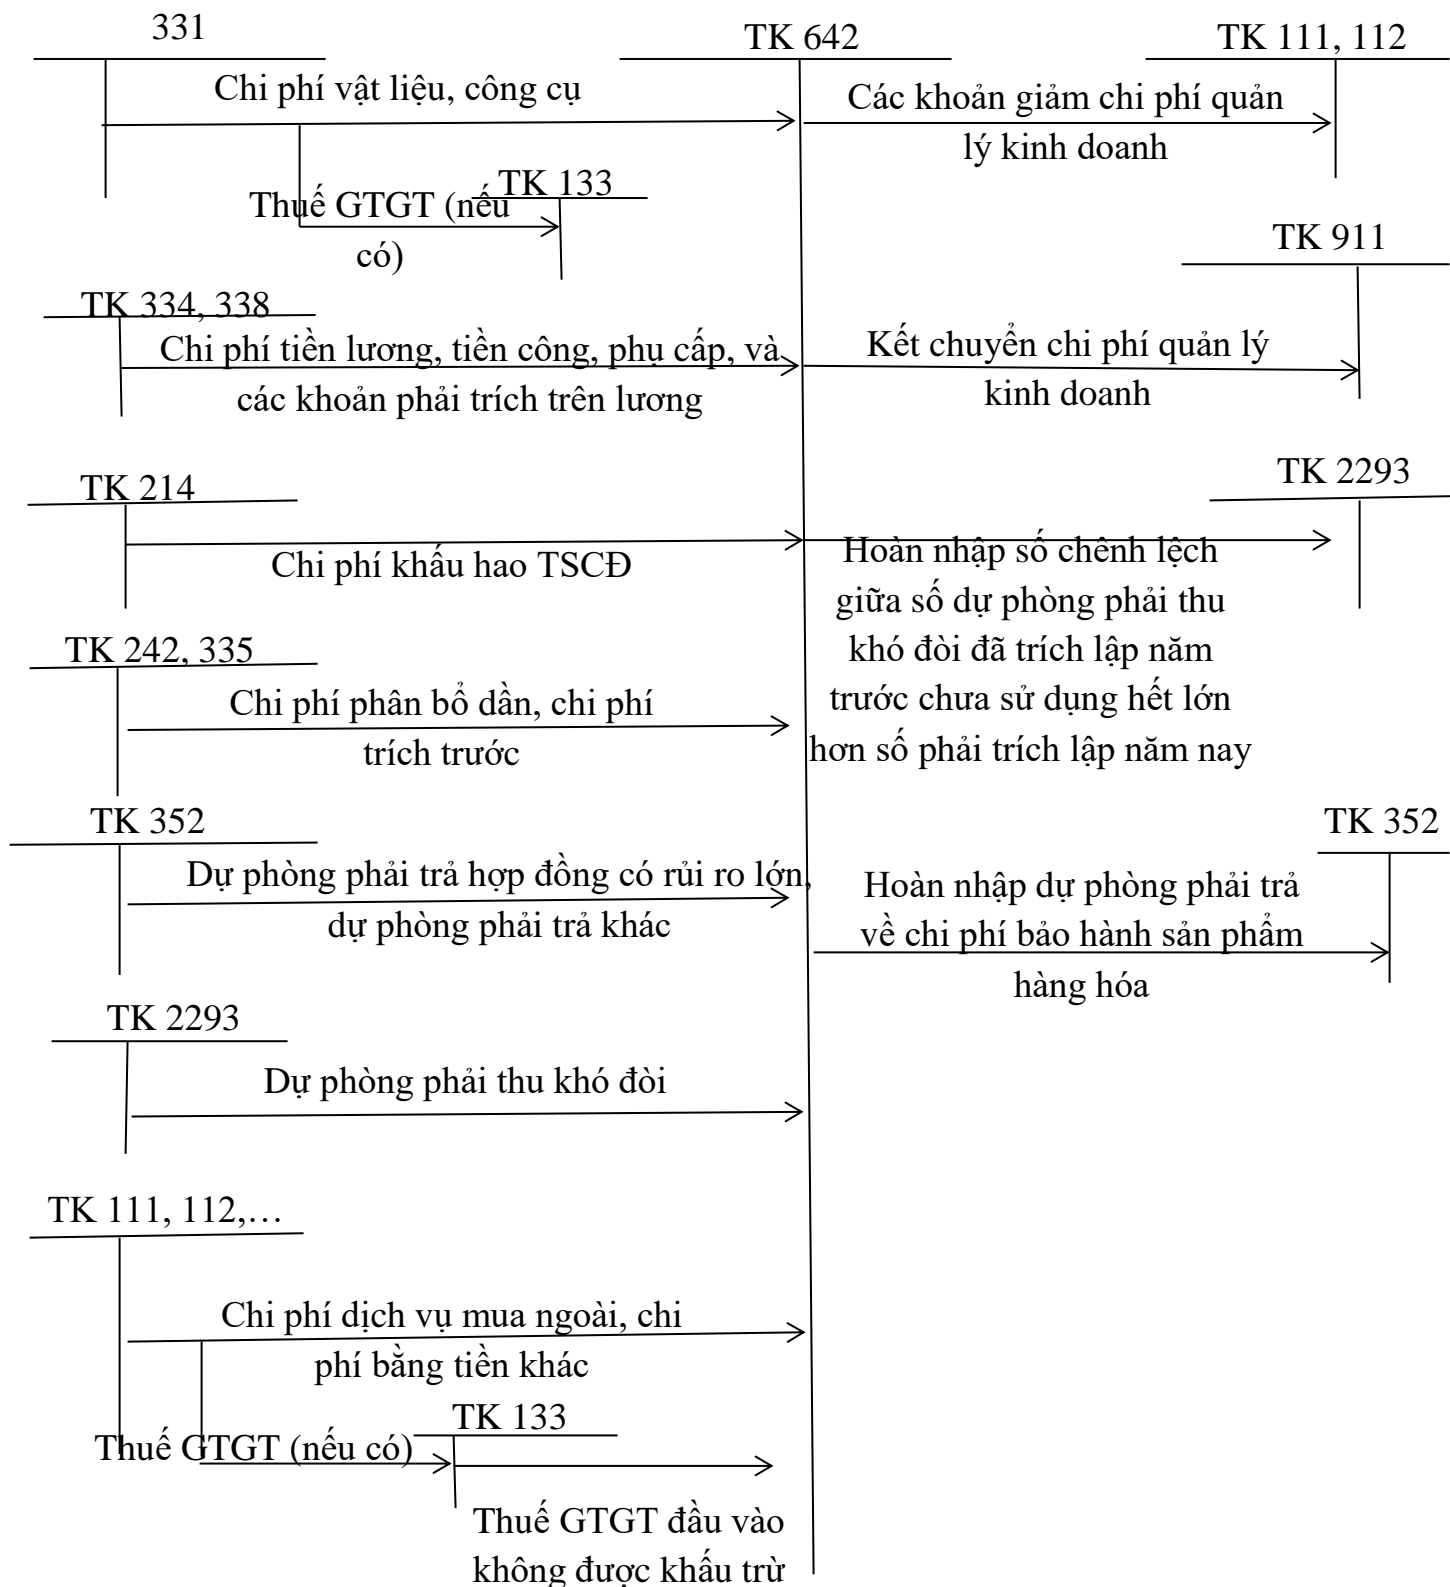 331
TK 642
TK 111, 112
Chi phí vật liệu, công cụ
Các khoản giảm chi phí quản
lý kinh doanh
TK 133
Thuế GTGT (nếu
có)
TK 911
TK 334, 338
Chi phí tiền lương, tiền công, phụ cấp, và
các khoản phải trích trên lương
Kết chuyển chi phí quản lý
kinh doanh
TK 214
TK 2293
Chi phí khấu hao TSCĐ
Hoàn nhập số chênh lệch
giữa số dự phòng phải thu
khó đòi đã trích lập năm
trước chưa sử dụng hết lớn
hơn số phải trích lập năm nay
TK 242, 335
Chi phí phân bổ dần, chi phí
trích trước
TK 352
TK 352
Dự phòng phải trả hợp đồng có rủi ro lớn,
dự phòng phải trả khác
Hoàn nhập dự phòng phải trả
về chi phí bảo hành sản phẩm
hàng hóa
TK 2293
Dự phòng phải thu khó đòi
TK 111, 112,…
Chi phí dịch vụ mua ngoài, chi
phí bằng tiền khác
TK 133
Thuế GTGT (nếu có)
Thuế GTGT đầu vào
không được khấu trừ